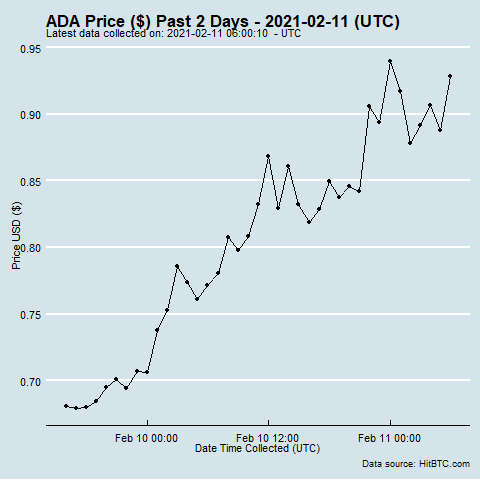 ADA Price ($) Past 2 Days - 2021-02-11 (UTC)
Latest data collected on: 2021-02-11 06:00:10  - UTC
0.95
0.90
0.85
0.80
0.75
0.70
Price USD ($)
Feb 10 00:00
Feb 10 12:00
Feb 11 00:00
Date Time Collected (UTC)
Data source: HitBTC.com